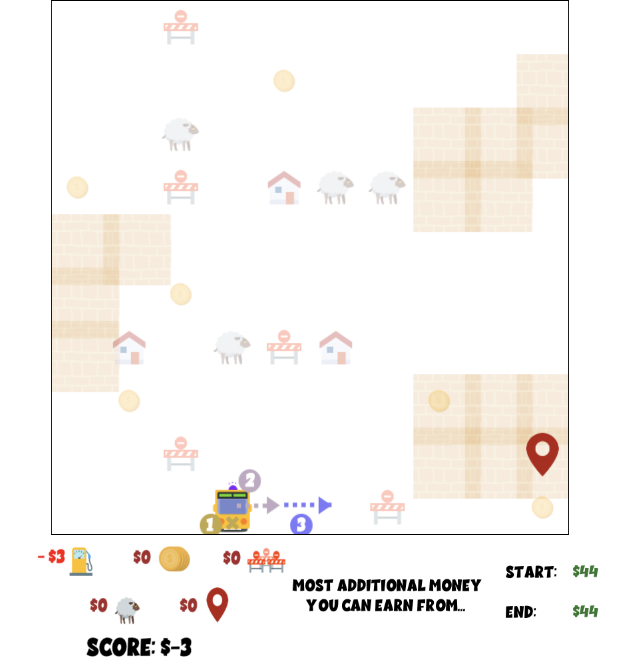 2
1
3
- $3
$0
$0
$0
$0
MOST ADDITIONAL MONEY
YOU CAN EARN FROM...
START: $44
END: $44
SCORE: $-3